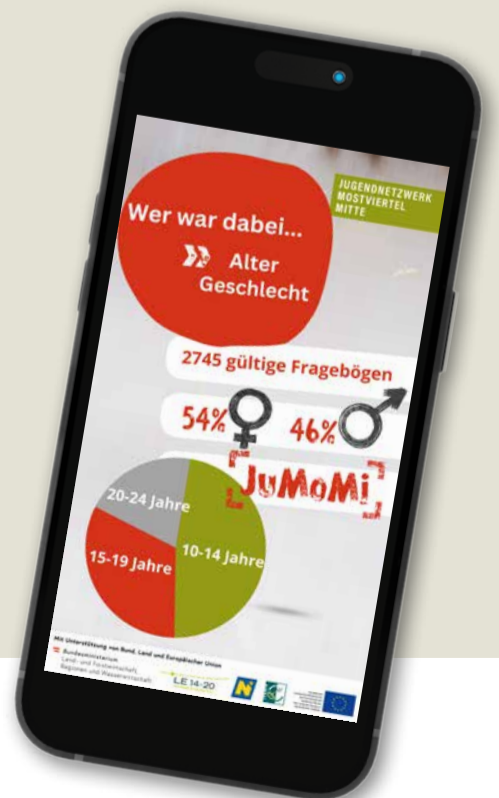 JUGENDNETZWERK
MOSTVIERTEL
MITTE
Wer war dabei...
Alter
Geschlecht
2745 gültige Fragebögen
54%
46%
JuMoMi
20-24 Jahre
15-19 Jahre
10-14 Jahre
Mit Unterstützung von Bund, Land und Europäischer Union
Bundesministerium
Land- und Forstwirtschaft,
Regionen und Wasserwirtschaft
LE 14-20
N